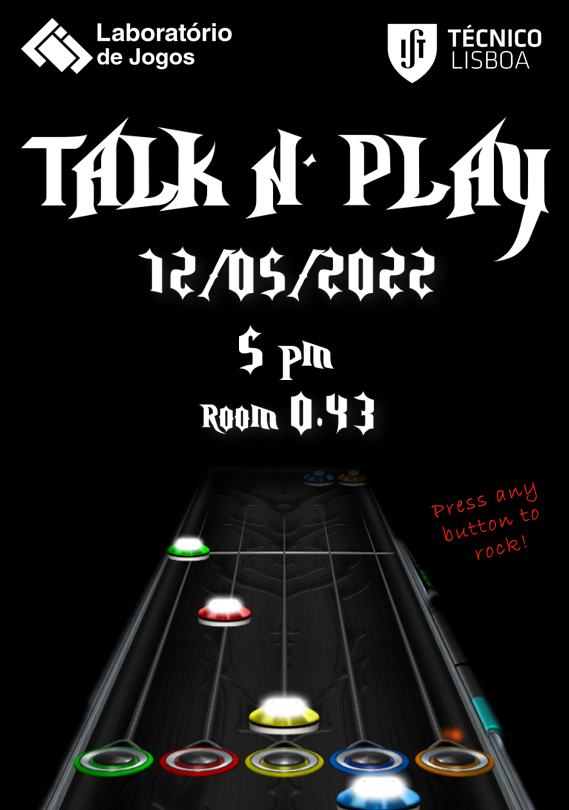 Laboratório
de Jogos
IST
TÉCNICO
LISBOA
TALK N' PLAY
12/05/2022
5 pm
Room 0.43
Press any
button to
rock!